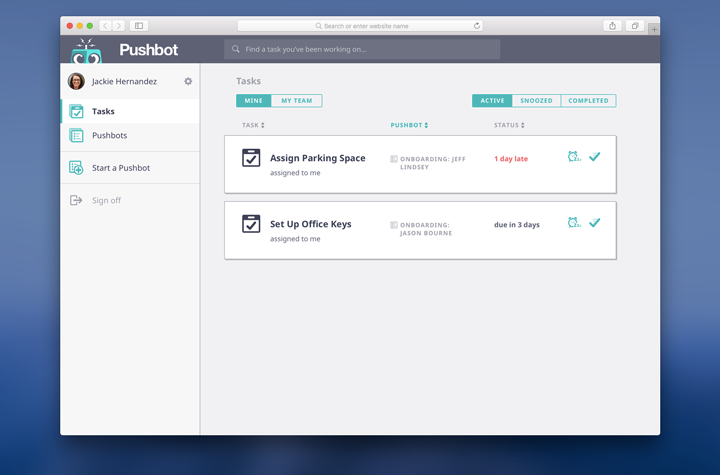 Search or enter website name
Pushbot
Find a task you've been working on...
Jackie Hernandez
Tasks
Pushbots
Start a Pushbot
Sign off
Tasks
MINE
MY TEAM
ACTIVE
SNOOZED
COMPLETED
TASK
PUSHBOT
STATUS
Assign Parking Space
assigned to me
ONBOARDING: JEFF
LINDSEY
1 day late
Set Up Office Keys
assigned to me
ONBOARDING:
JASON BOURNE
due in 3 days